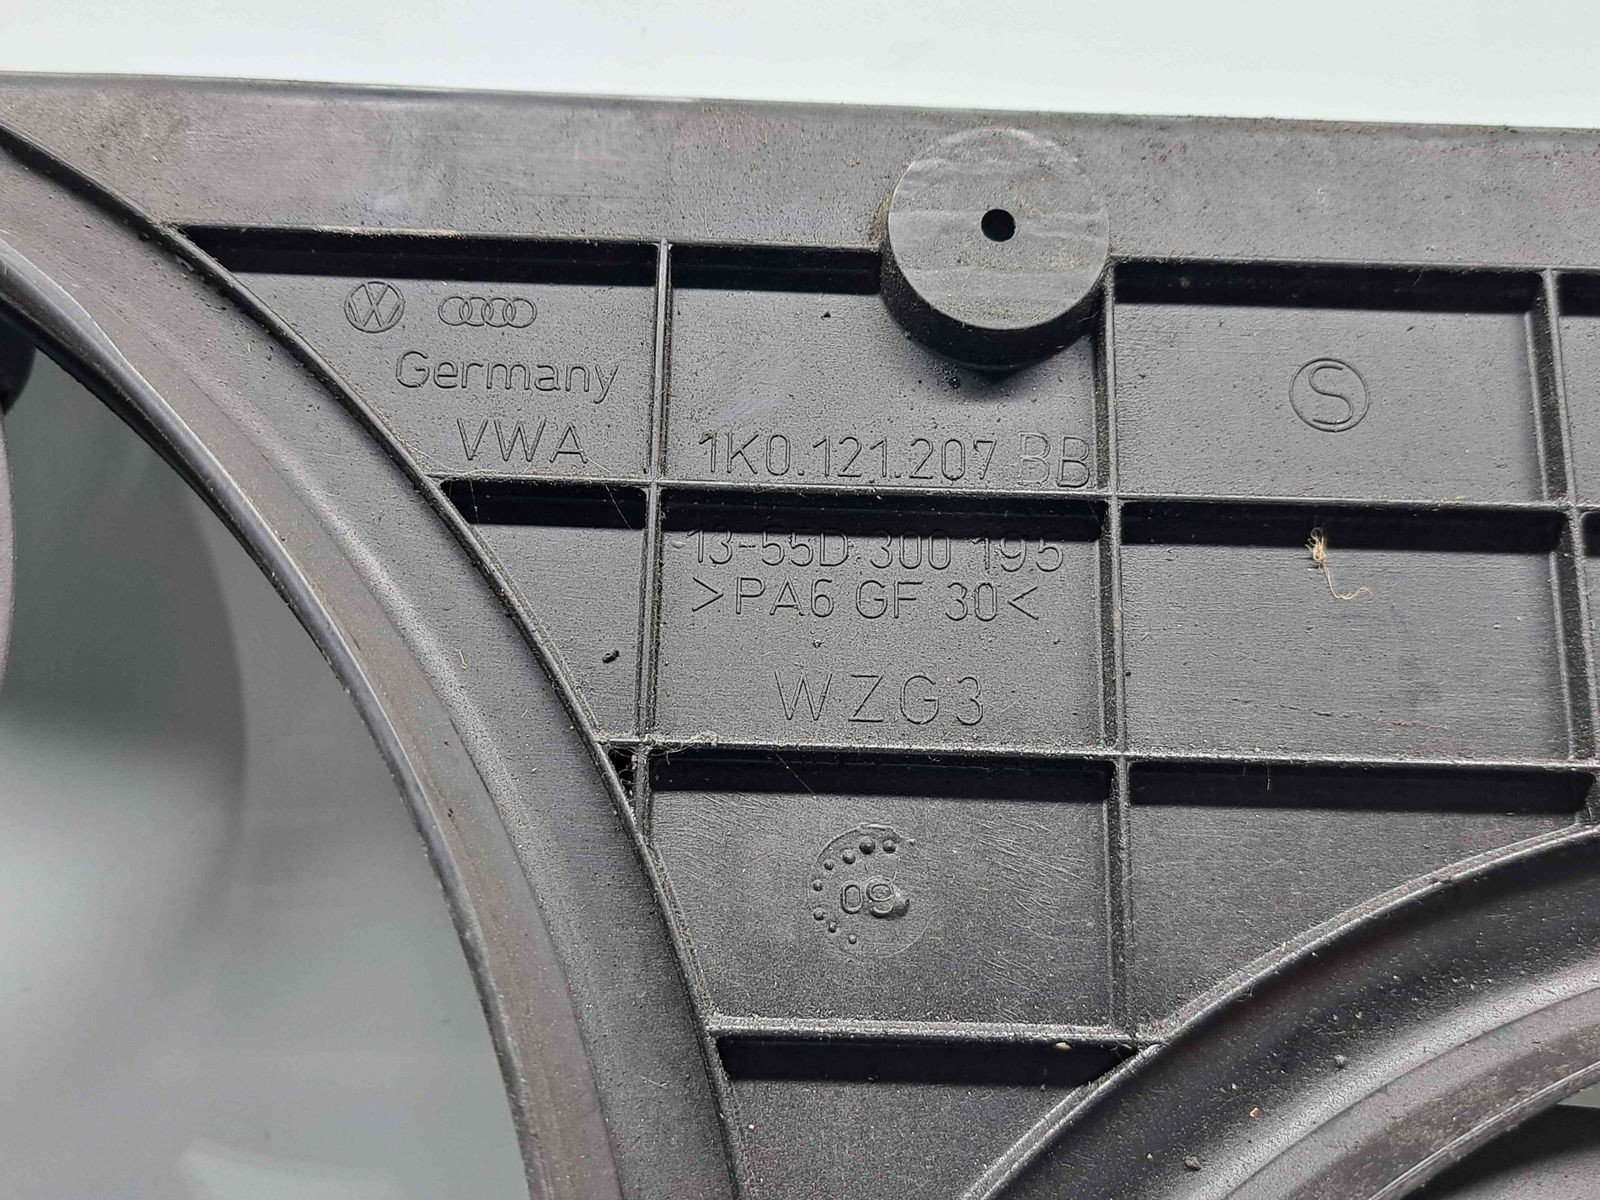 Germany
VWA
1K0.121.207 BB
S
13-55D 300 195
>PA6 GF 30<
WZG3